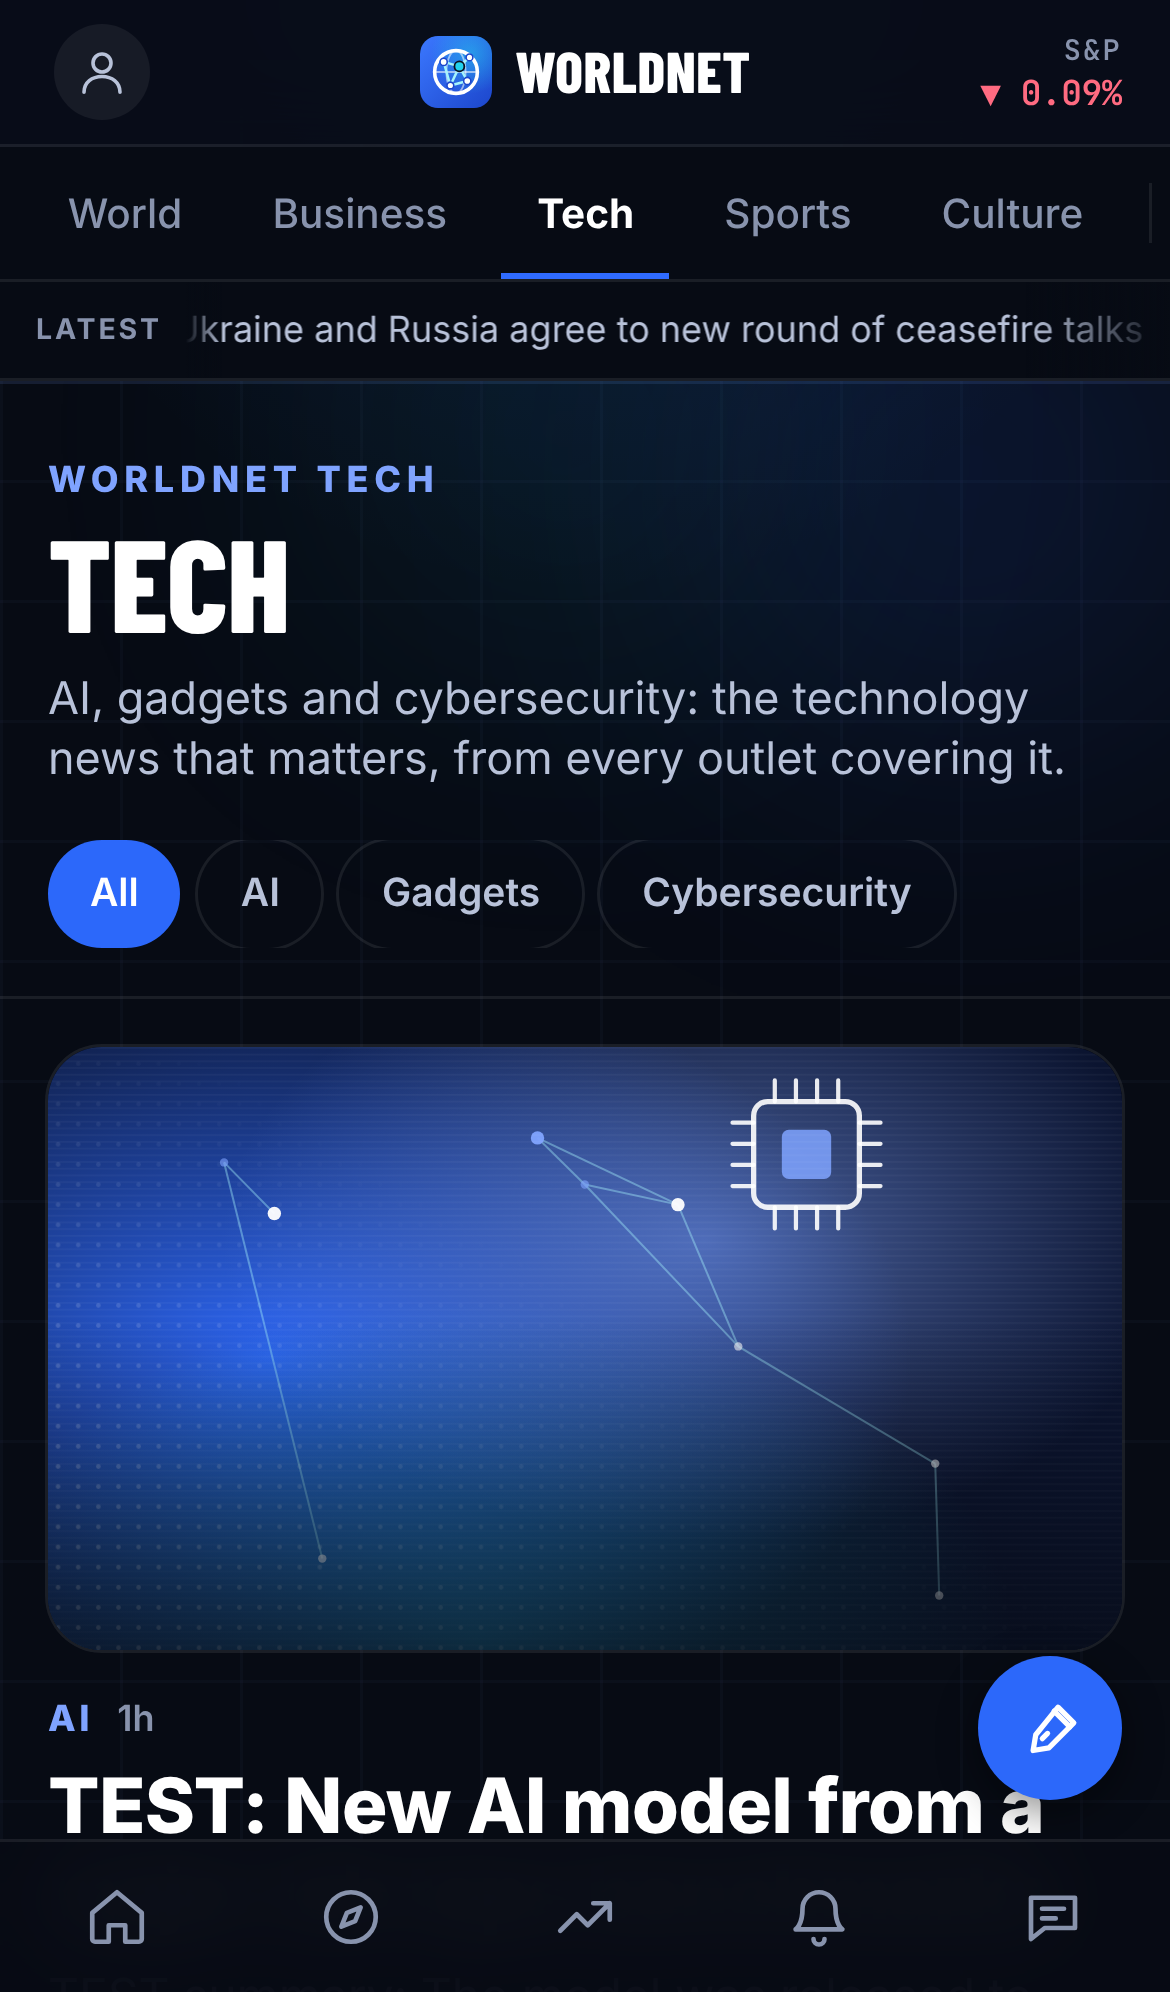 WORLDNET
S&P
▼ 0.09%
World Business Tech Sports Culture
LATEST kraine and Russia agree to new round of ceasefire talks
WORLDNET TECH
TECH
AI, gadgets and cybersecurity: the technology
news that matters, from every outlet covering it.
All AI Gadgets Cybersecurity
AI 1h
TEST: New AI model from a